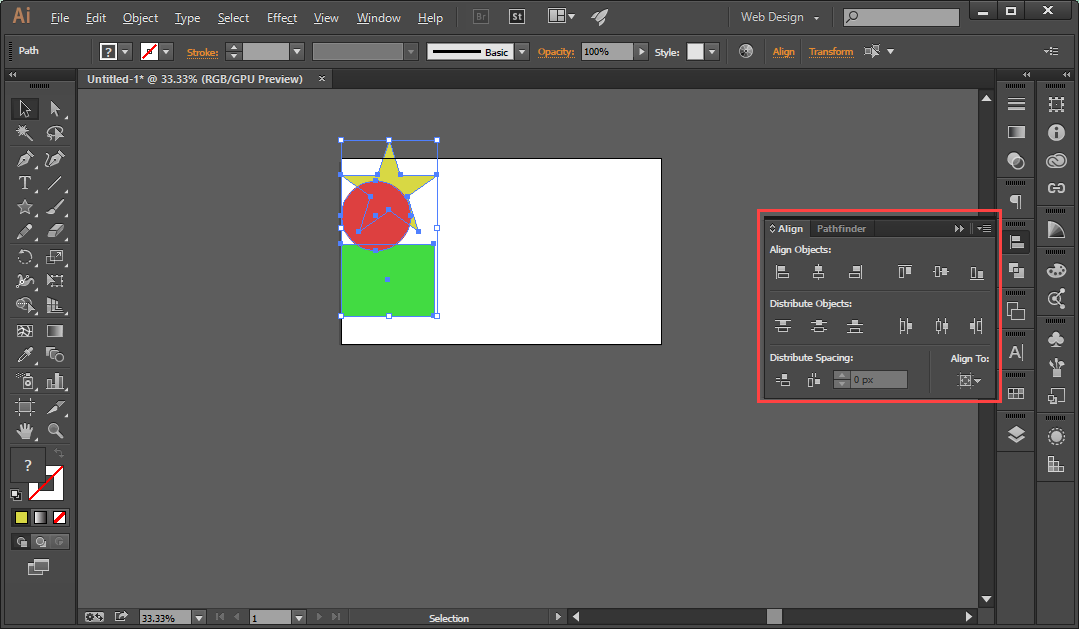 Ai File Edit Object Type Select Effect View Window Help Br St Web Design
Path ? Stroke: Basic Opacity: 100% Style: Align Transform
Untitled-1* @ 33.33% (RGB/GPU Preview) ×
Align Pathfinder
Align Objects:
Distribute Objects:
Distribute Spacing: Align To:
0 px
?
33.33% 1 Selection